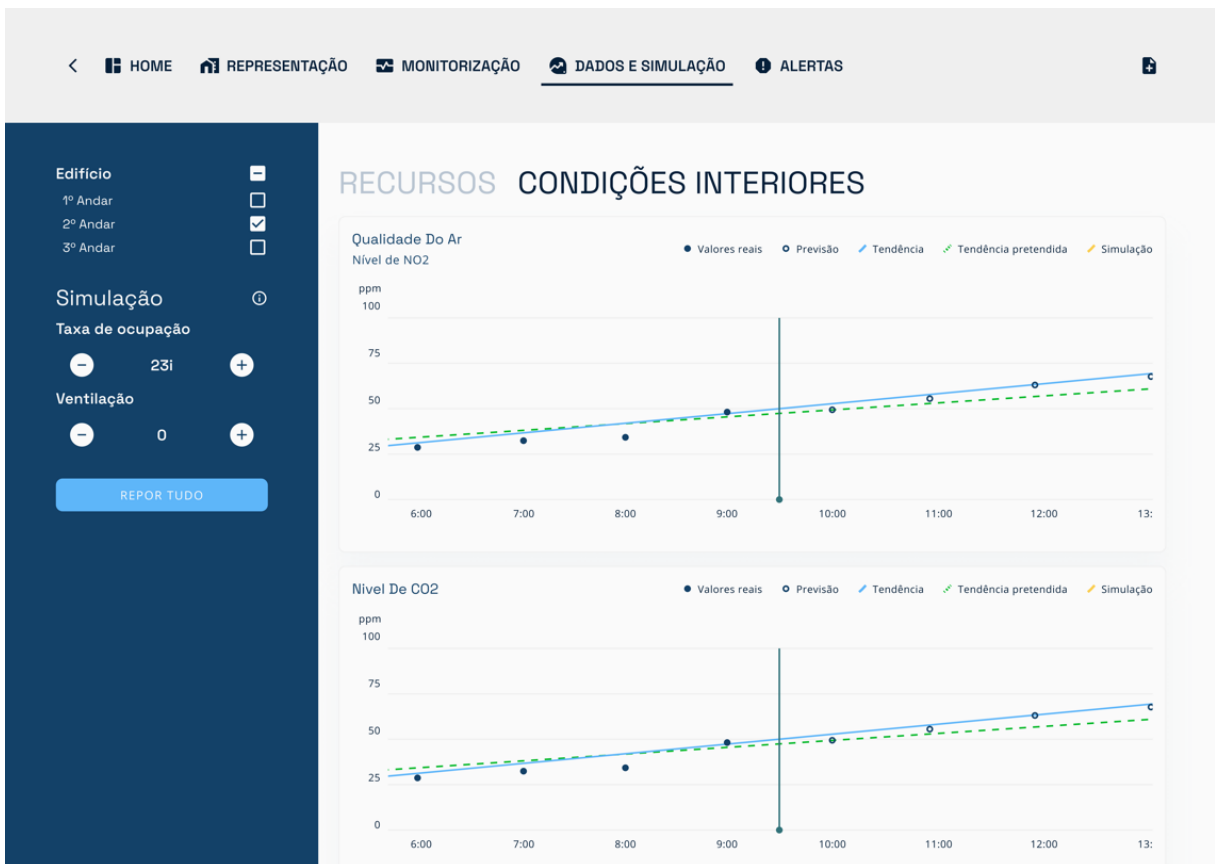 HOME REPRESENTAÇÃO MONITORIZAÇÃO DADOS E SIMULAÇÃO ALERTAS
Edifício
1º Andar
2º Andar
3º Andar
Simulação
Taxa de ocupação
23i
Ventilação
0
REPOR TUDO
RECURSOS CONDIÇÕES INTERIORES
Qualidade Do Ar
Nível de NO2
Valores reais Previsão Tendência Tendência pretendida Simulação
ppm
100
75
50
25
0
6:00 7:00 8:00 9:00 10:00 11:00 12:00 13:
Nivel De CO2
Valores reais Previsão Tendência Tendência pretendida Simulação
ppm
100
75
50
25
0
6:00 7:00 8:00 9:00 10:00 11:00 12:00 13: